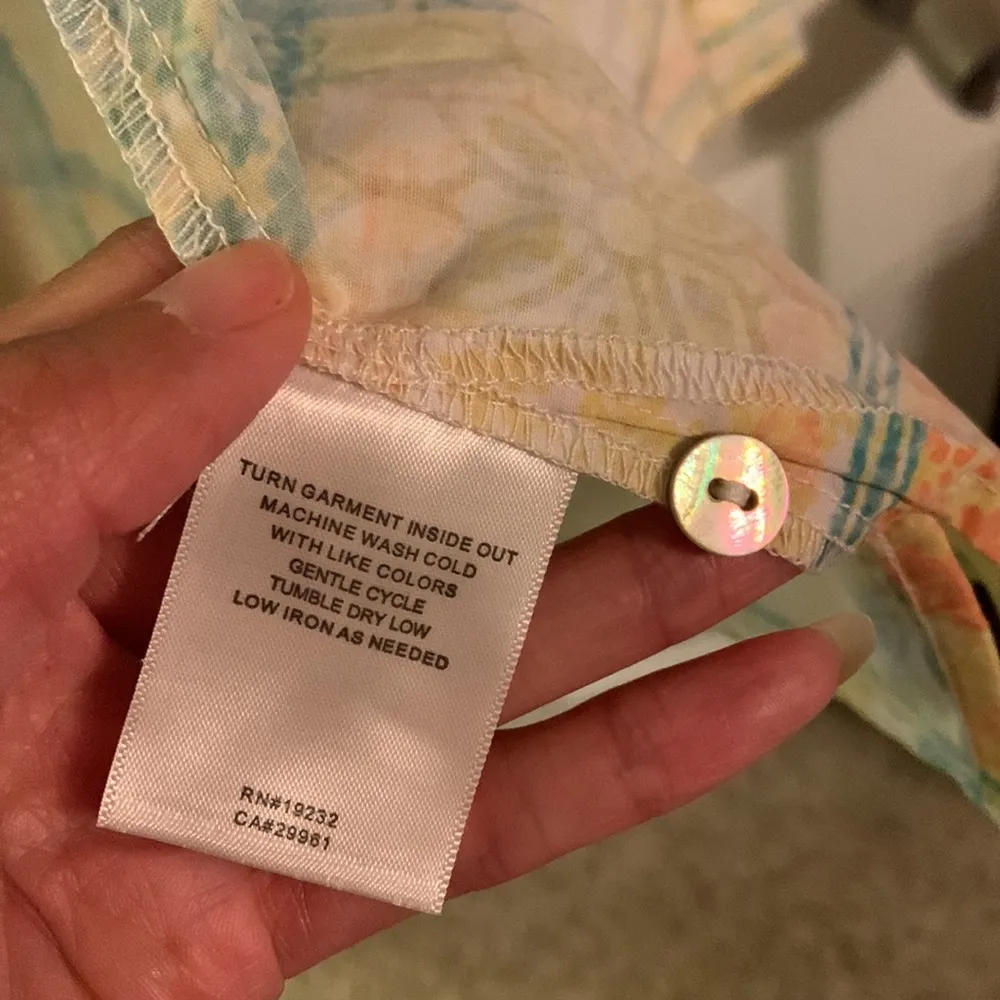 TURN GARMENT INSIDE OUT
MACHINE WASH COLD
WITH LIKE COLORS
GENTLE CYCLE
TUMBLE DRY LOW
LOW IRON AS NEEDED
RN#19232
CA#29961